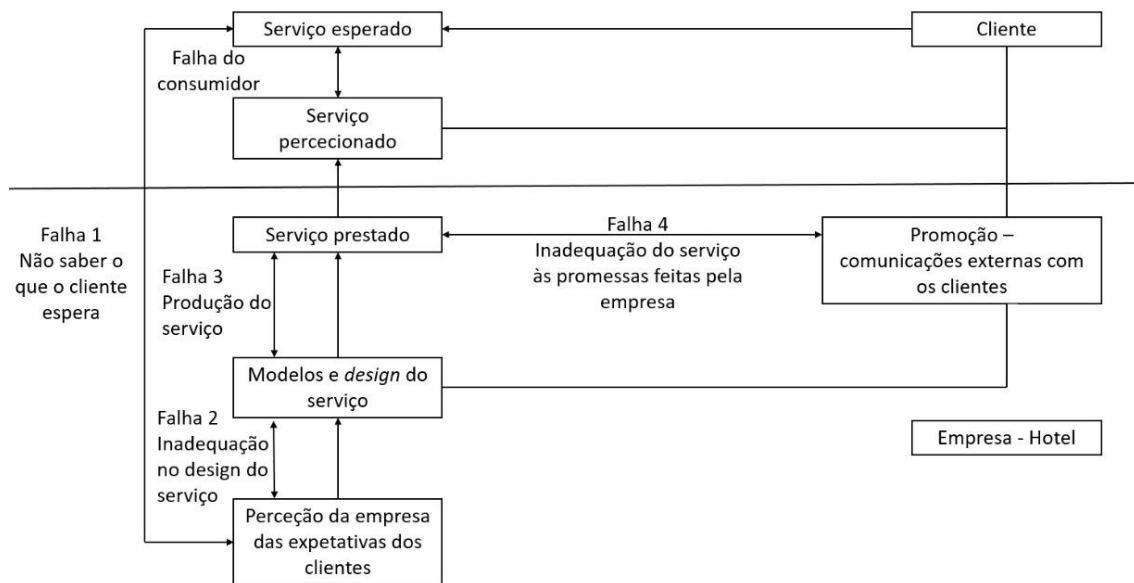 Serviço esperado
Cliente
Falha do
consumidor
Serviço
percecionado
Falha 1
Não saber o
que o cliente
espera
Serviço prestado
Falha 4
Inadequação do serviço
às promessas feitas pela
empresa
Promoção –
comunicações externas com
os clientes
Falha 3
Produção do
serviço
Modelos e design do
serviço
Falha 2
Inadequação
no design do
serviço
Empresa - Hotel
Perceção da empresa
das expetativas dos
clientes